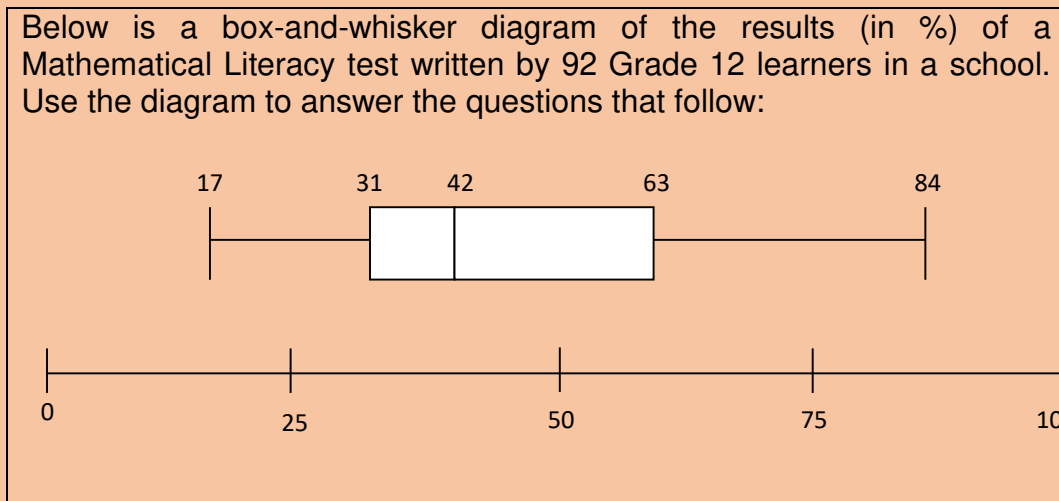 Below is a box-and-whisker diagram of the results (in %) of a
Mathematical Literacy test written by 92 Grade 12 learners in a school.
Use the diagram to answer the questions that follow:
17 31 42 63 84
0 25 50 75 10